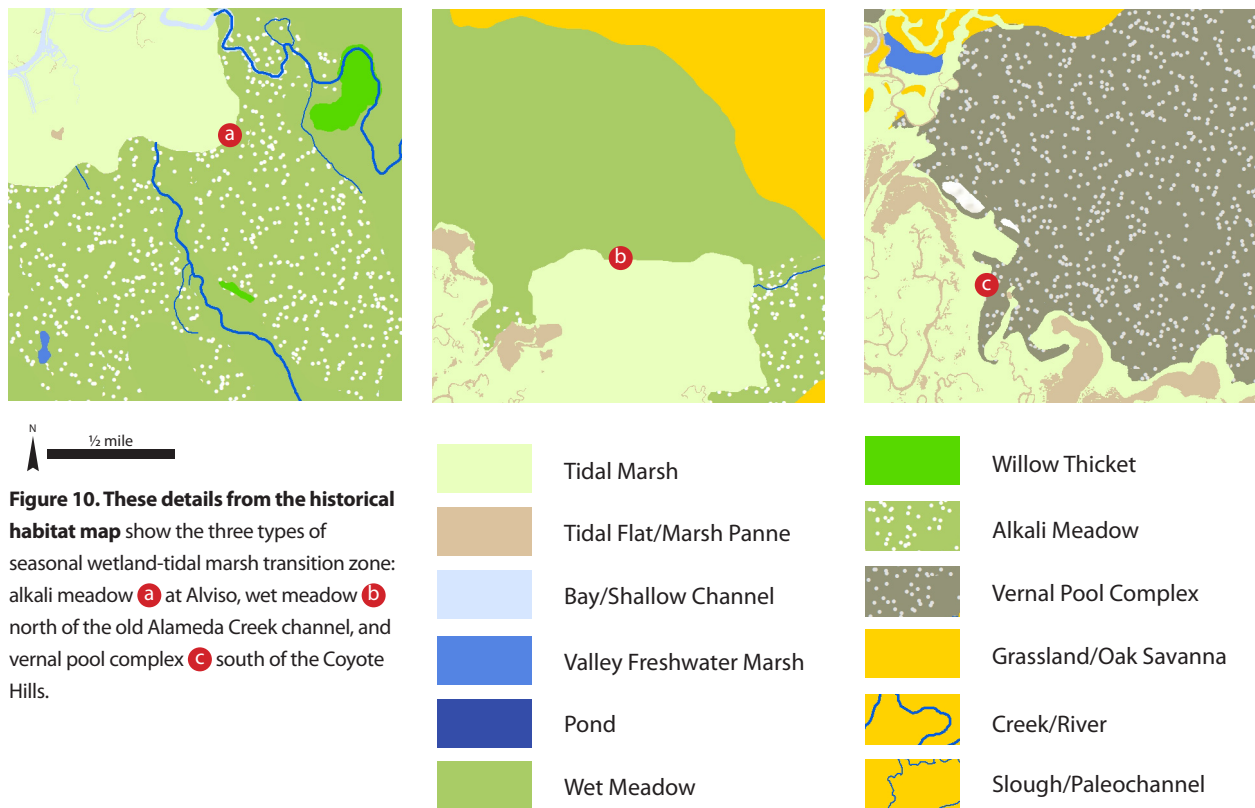 a
b
c
N
½ mile
Figure 10. These details from the historical
habitat map show the three types of
seasonal wetland-tidal marsh transition zone:
alkali meadow a at Alviso, wet meadow b
north of the old Alameda Creek channel, and
vernal pool complex c south of the Coyote
Hills.
Tidal Marsh
Tidal Flat/Marsh Panne
Bay/Shallow Channel
Valley Freshwater Marsh
Pond
Wet Meadow
Willow Thicket
Alkali Meadow
Vernal Pool Complex
Grassland/Oak Savanna
Creek/River
Slough/Paleochannel